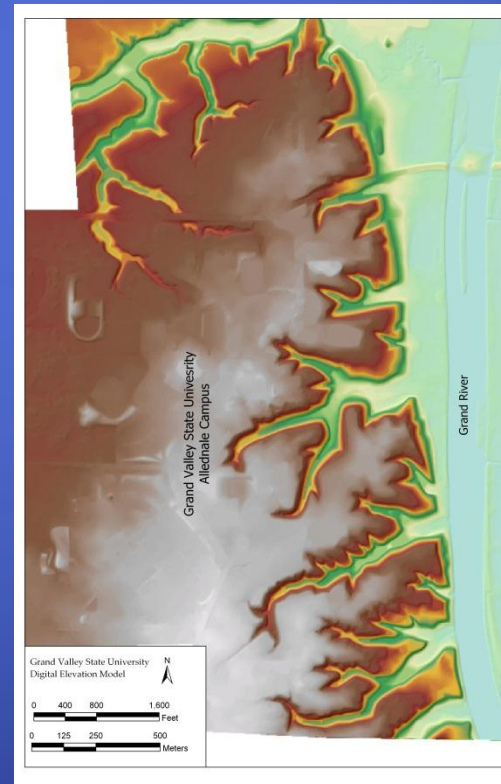 Grand Valley State Univesrity
Allednale Campus
Grand River
Grand Valley State University
Digital Elevation Model
N
0 400 800 1,600
Feet
0 125 250 500
Meters